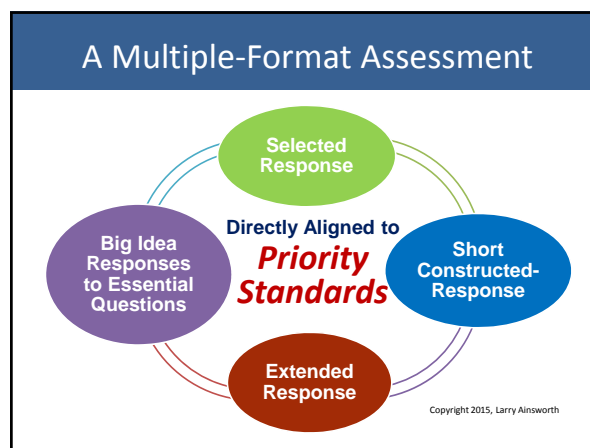 A Multiple-Format Assessment
Selected
Response
Directly Aligned to
Priority
Standards
Big Idea
Responses
to Essential
Questions
Short
Constructed-
Response
Extended
Response
Copyright 2015, Larry Ainsworth